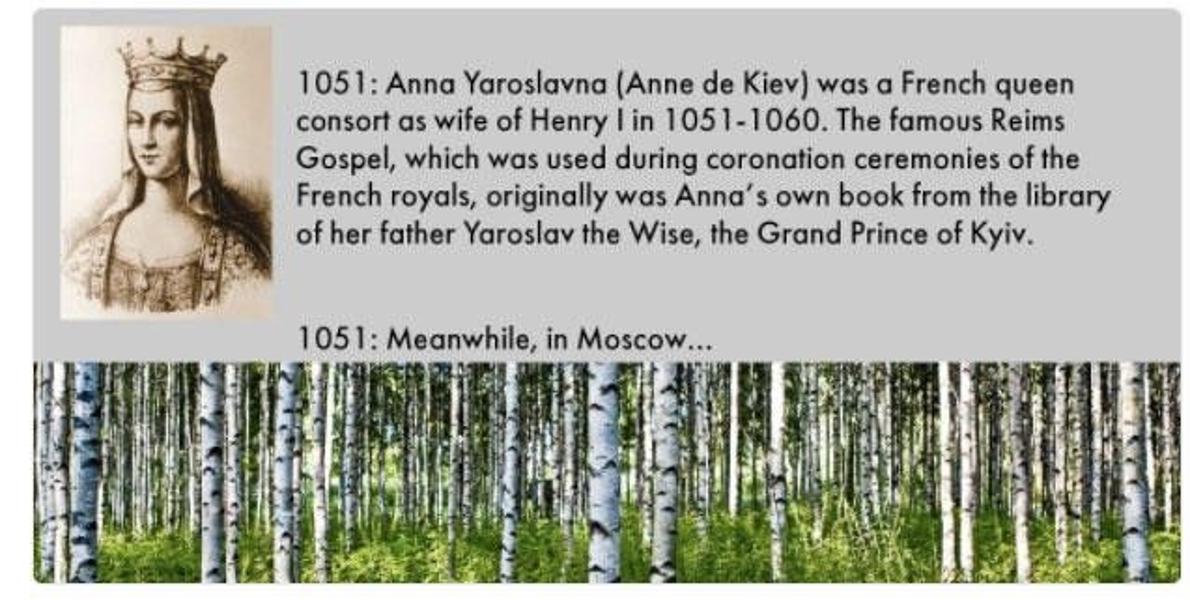 1051: Anna Yaroslavna (Anne de Kiev) was a French queen
consort as wife of Henry I in 1051-1060. The famous Reims
Gospel, which was used during coronation ceremonies of the
French royals, originally was Anna’s own book from the library
of her father Yaroslav the Wise, the Grand Prince of Kyiv.
1051: Meanwhile, in Moscow...